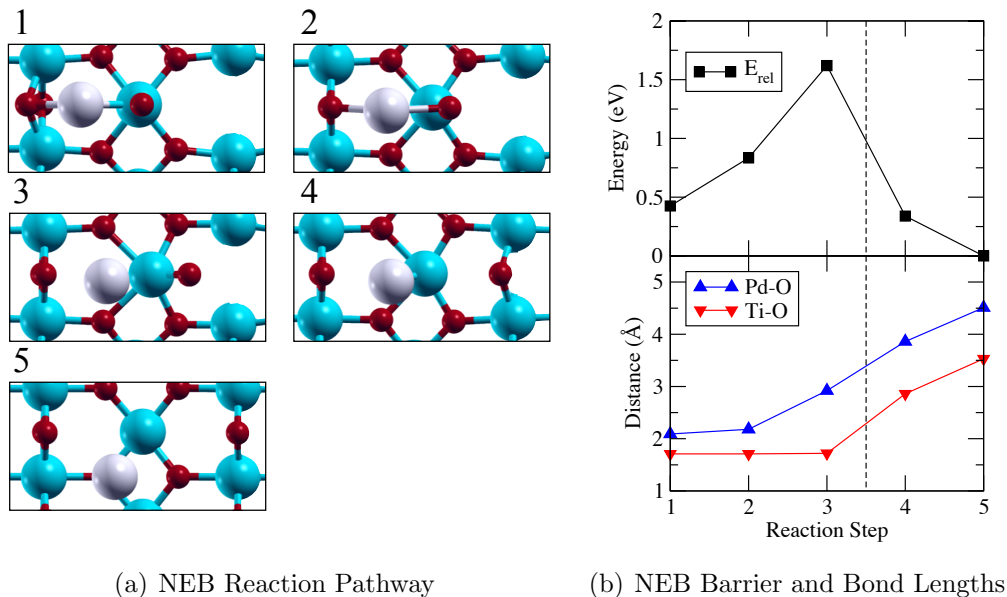 1
2
3
4
5
2
1.5
1
0.5
0
Energy (eV)
E_rel
5
4
3
2
1
Distance (Å)
Pd-O
Ti-O
1 2 3 4 5
Reaction Step
(a) NEB Reaction Pathway
(b) NEB Barrier and Bond Lengths